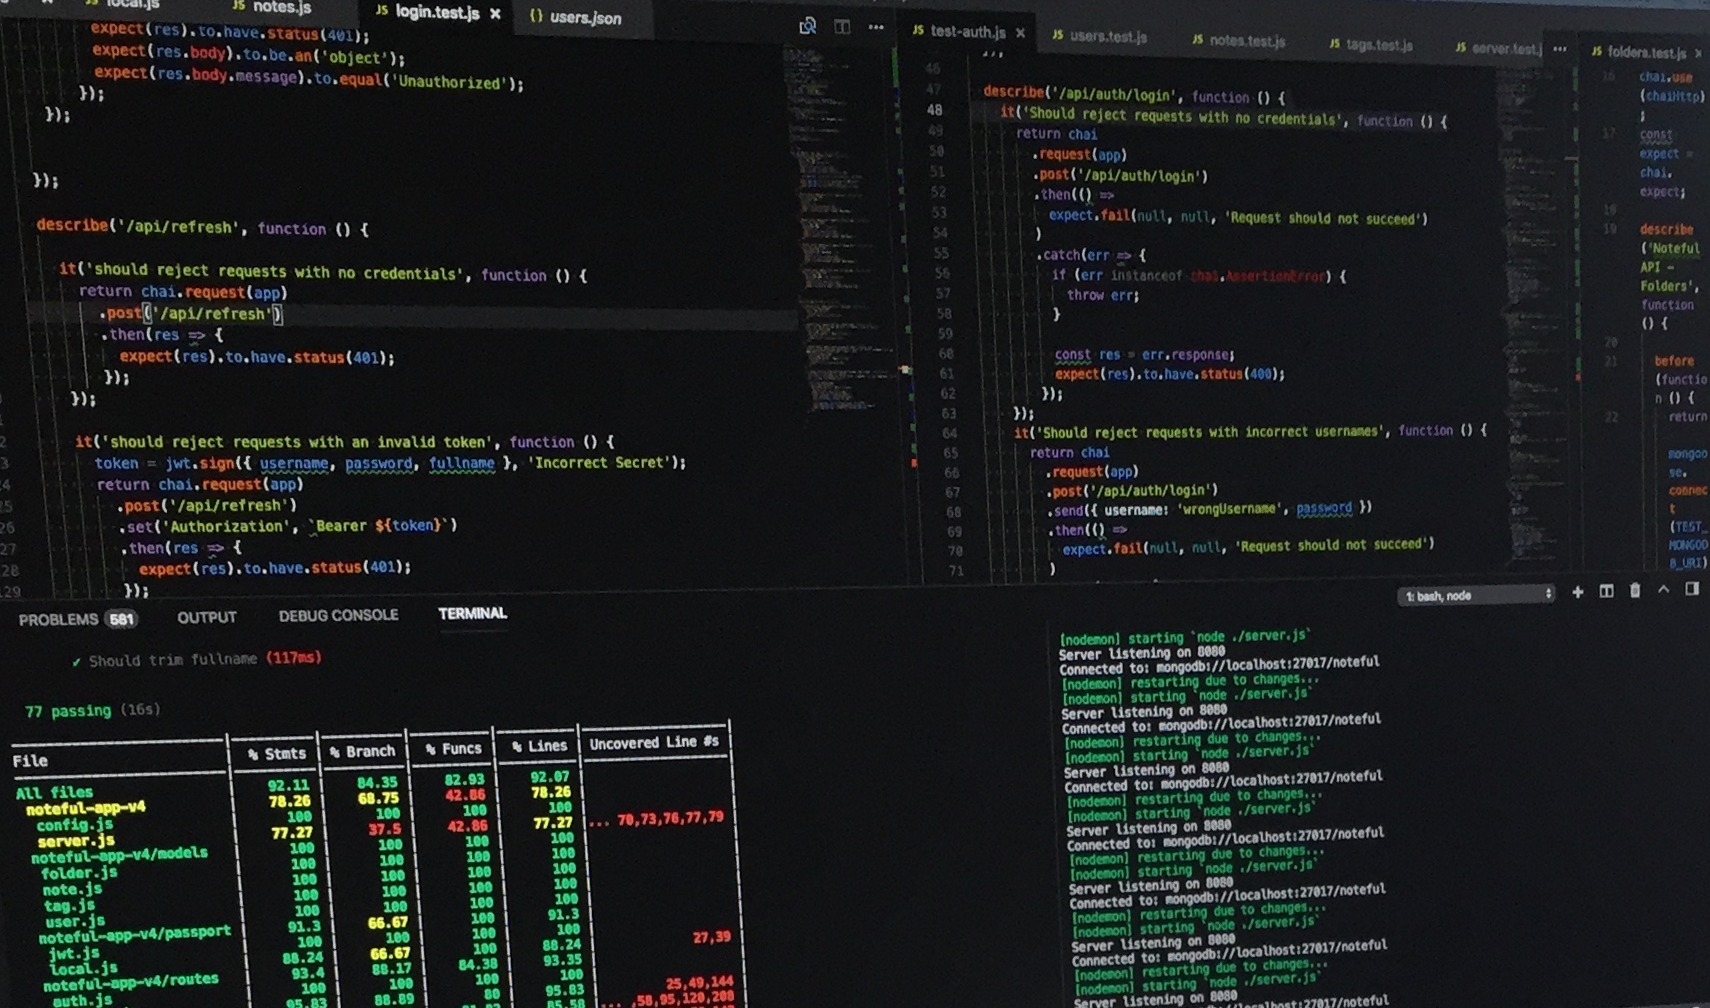 local.js
notes.js
login.test.js
users.json
expect(res).to.have.status(401);
expect(res.body).to.be.an('object');
expect(res.body.message).to.equal('Unauthorized');
});
});
});
describe('/api/refresh', function () {
it('should reject requests with no credentials', function () {
return chai.request(app)
.post('/api/refresh')
.then(res => {
expect(res).to.have.status(401);
});
});
it('should reject requests with an invalid token', function () {
token = jwt.sign({ username, password, fullname }, 'Incorrect Secret');
return chai.request(app)
.post('/api/refresh')
.set('Authorization', `Bearer ${token}`)
.then(res => {
expect(res).to.have.status(401);
});
test-auth.js
users.test.js
notes.test.js
tags.test.js
server.test.j
46
47 describe('/api/auth/login', function () {
48 it('Should reject requests with no credentials', function () {
49 return chai
50 .request(app)
51 .post('/api/auth/login')
52 .then(() =>
53 expect.fail(null, null, 'Request should not succeed')
54 )
55 .catch(err => {
56 if (err instanceof chai.AssertionError) {
57 throw err;
58 }
59
60 const res = err.response;
61 expect(res).to.have.status(400);
62 });
63 });
64 it('Should reject requests with incorrect usernames', function () {
65 return chai
66 .request(app)
67 .post('/api/auth/login')
68 .send({ username: 'wrongUsername', password })
69 .then(() =>
70 expect.fail(null, null, 'Request should not succeed')
71 )
folders.test.js
16 chai.use
(chaiHttp)
;
17 const
expect =
chai.
expect;
18
19 describe
('Noteful
API -
Folders',
function
() {
20
21 before
(functio
n () {
22 return
mongoo
se.
connec
t
(TEST_
MONGOD
B_URI)
PROBLEMS 581
OUTPUT
DEBUG CONSOLE
TERMINAL
1: bash, node
✓ Should trim fullname (117ms)
77 passing (16s)
File | % Stmts | % Branch | % Funcs | % Lines | Uncovered Line #s
All files 92.11 84.35 82.93 92.07
noteful-app-v4 78.26 68.75 42.86 78.26
config.js 100 100 100 100
server.js 77.27 37.5 42.86 77.27 ... 70,73,76,77,79
noteful-app-v4/models 100 100 100 100
folder.js 100 100 100 100
note.js 100 100 100 100
tag.js 100 100 100 100
user.js 100 100 100 100
noteful-app-v4/passport 91.3 66.67 100 91.3
jwt.js 100 100 100 100
local.js 88.24 66.67 100 88.24 27,39
noteful-app-v4/routes 93.4 88.17 84.38 93.35
auth.js 100 100 100 100
95.83 88.89 80 95.83 25,49,144
85.58 ... ,58,95,120,208
[nodemon] starting `node ./server.js`
Server listening on 8080
Connected to: mongodb://localhost:27017/noteful
[nodemon] restarting due to changes...
[nodemon] starting `node ./server.js`
Server listening on 8080
Connected to: mongodb://localhost:27017/noteful
[nodemon] restarting due to changes...
[nodemon] starting `node ./server.js`
Server listening on 8080
Connected to: mongodb://localhost:27017/noteful
[nodemon] restarting due to changes...
[nodemon] starting `node ./server.js`
Server listening on 8080
Connected to: mongodb://localhost:27017/noteful
[nodemon] restarting due to changes...
[nodemon] starting `node ./server.js`
Server listening on 8080
Connected to: mongodb://localhost:27017/noteful
[nodemon] restarting due to changes...
[nodemon] starting `node ./server.js`
Server listening on 8080
Connected to: mongodb://localhost:27017/noteful
[nodemon] restarting due to changes...
[nodemon] starting `node ./server.js`
Server listening on 8080
Connected to: mongodb://localhost:27017/noteful